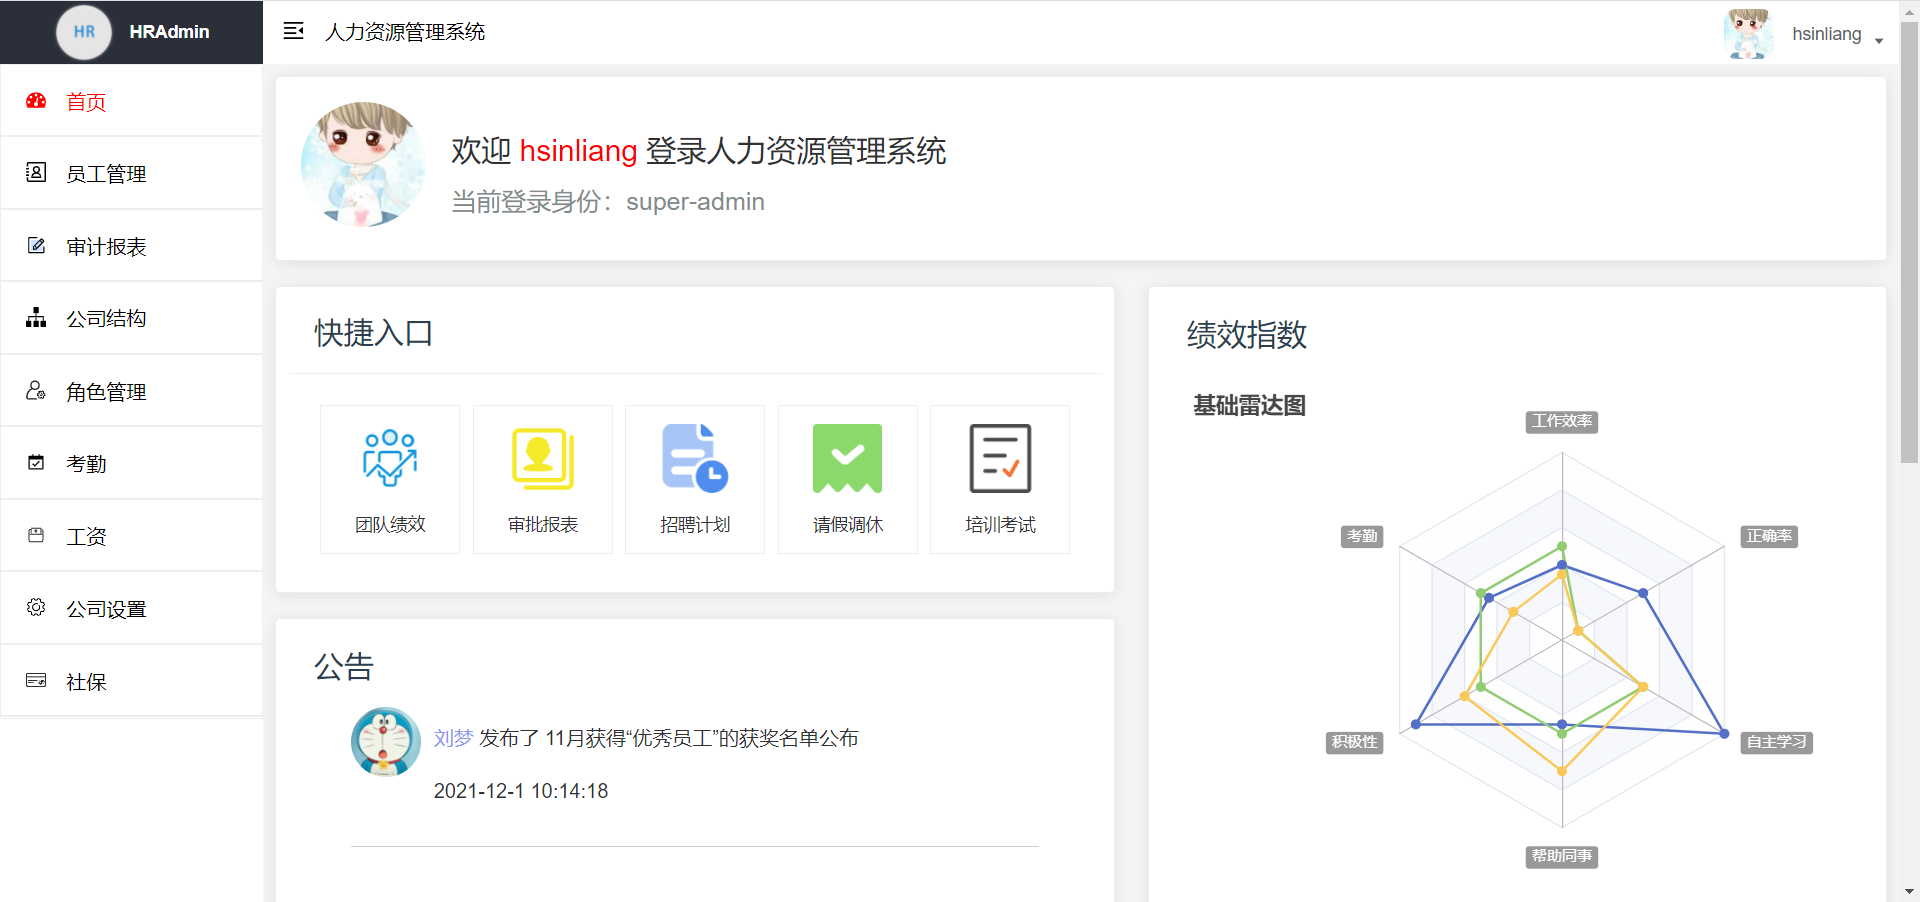 HR HRAdmin
人力资源管理系统
hsinliang
首页
员工管理
审计报表
公司结构
角色管理
考勤
工资
公司设置
社保
欢迎 hsinliang 登录人力资源管理系统
当前登录身份：super-admin
快捷入口
团队绩效
审批报表
招聘计划
请假调休
培训考试
公告
刘梦 发布了 11月获得“优秀员工”的获奖名单公布
2021-12-1 10:14:18
绩效指数
基础雷达图
工作效率
考勤
正确率
积极性
自主学习
帮助同事